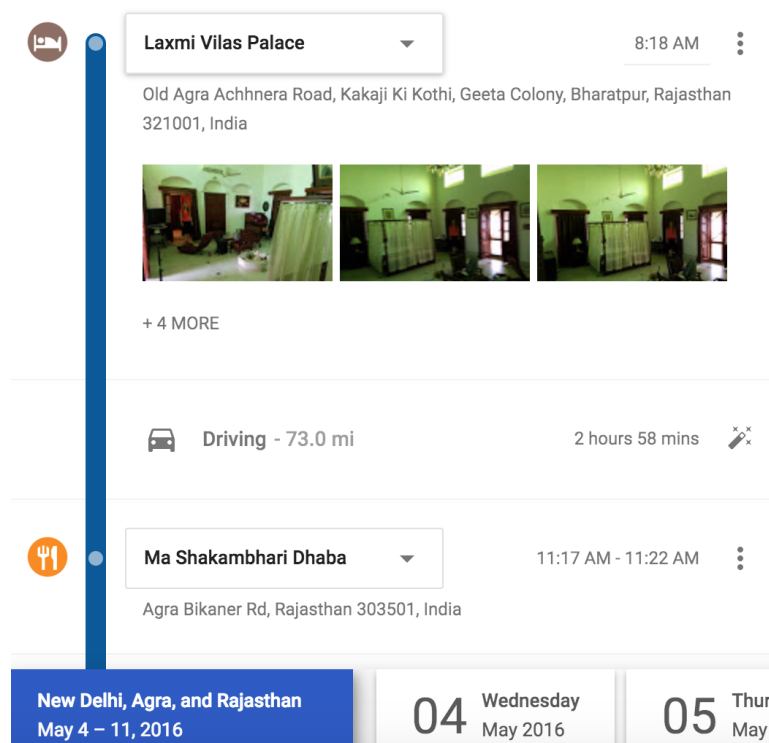 Laxmi Vilas Palace 8:18 AM
Old Agra Achhnera Road, Kakaji Ki Kothi, Geeta Colony, Bharatpur, Rajasthan
321001, India
+ 4 MORE
Driving - 73.0 mi 2 hours 58 mins
Ma Shakambhari Dhaba 11:17 AM - 11:22 AM
Agra Bikaner Rd, Rajasthan 303501, India
New Delhi, Agra, and Rajasthan
May 4 – 11, 2016
04 Wednesday
May 2016
05 Thur
May